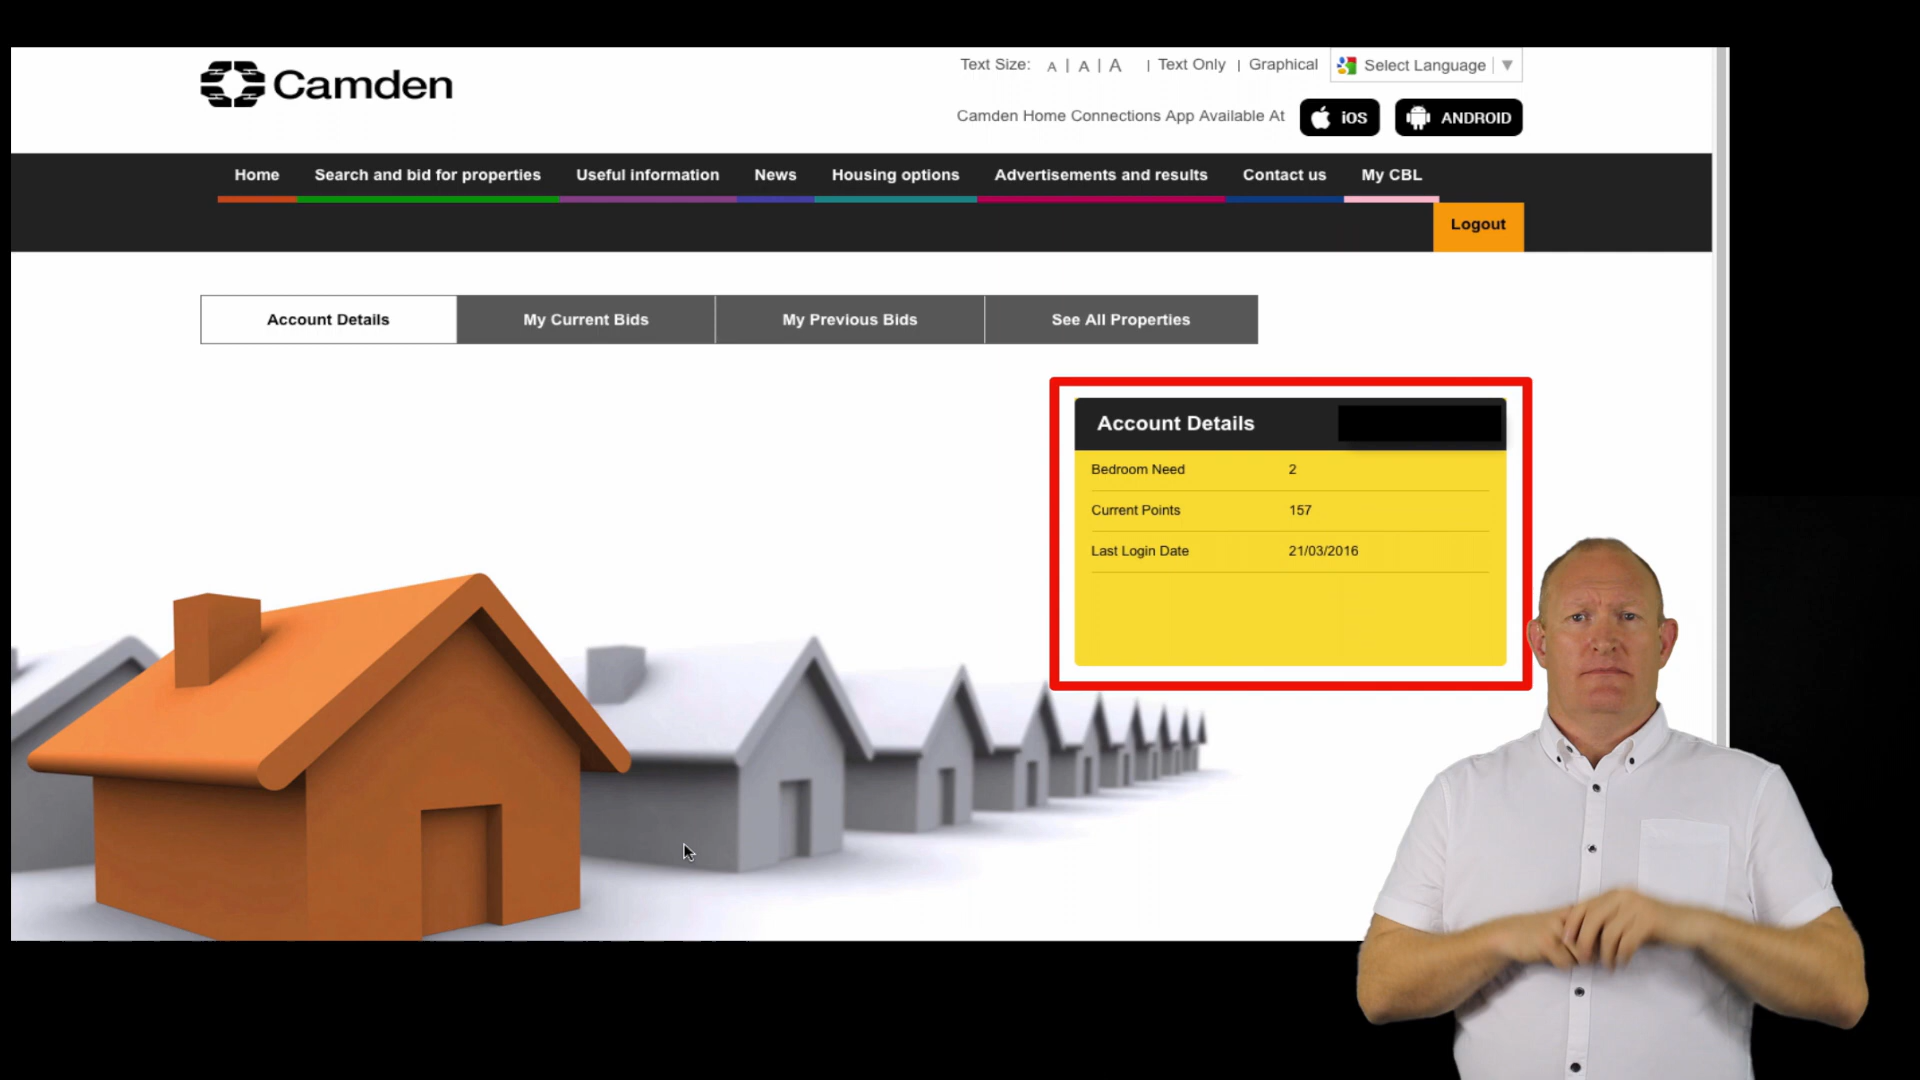 Camden
Text Size: A | A | A | Text Only | Graphical
Select Language
Camden Home Connections App Available At
iOS
ANDROID
Home Search and bid for properties Useful information News Housing options Advertisements and results Contact us My CBL
Logout
Account Details My Current Bids My Previous Bids See All Properties
Account Details
Bedroom Need 2
Current Points 157
Last Login Date 21/03/2016